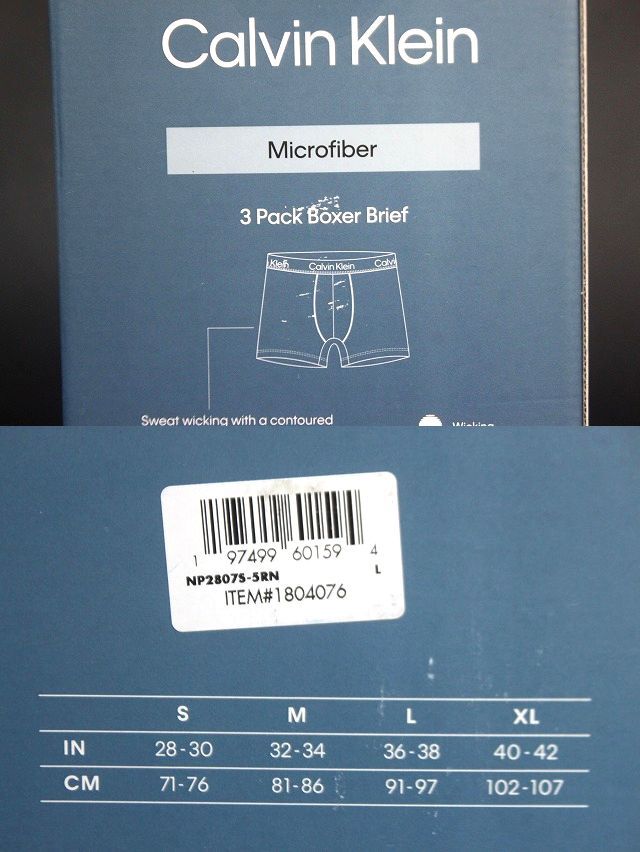 Calvin Klein
Microfiber
3 Pack Boxer Brief
Klein Calvin Klein Calvi
Sweat wicking with a contoured
Wicking
1 97499 60159 4
NP2807S-5RN L
ITEM#1804076
S M L XL
IN 28-30 32-34 36-38 40-42
CM 71-76 81-86 91-97 102-107